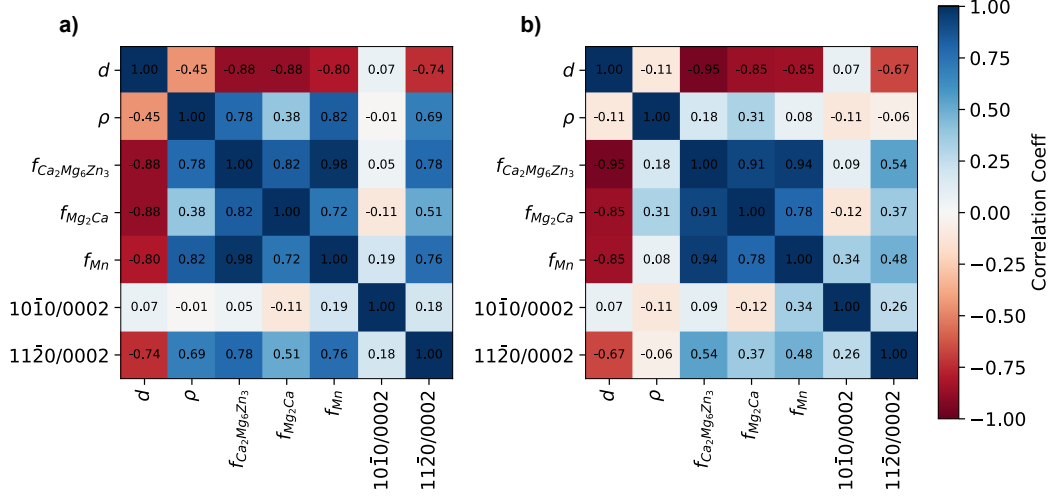 a)
d 1.00 -0.45 -0.88 -0.88 -0.80 0.07 -0.74
ρ -0.45 1.00 0.78 0.38 0.82 -0.01 0.69
f_{Ca₂Mg₆Zn₃} -0.88 0.78 1.00 0.82 0.98 0.05 0.78
f_{Mg₂Ca} -0.88 0.38 0.82 1.00 0.72 -0.11 0.51
f_{Mn} -0.80 0.82 0.98 0.72 1.00 0.19 0.76
101̄0/0002 0.07 -0.01 0.05 -0.11 0.19 1.00 0.18
112̄0/0002 -0.74 0.69 0.78 0.51 0.76 0.18 1.00
d ρ f_{Ca₂Mg₆Zn₃} f_{Mg₂Ca} f_{Mn} 101̄0/0002 112̄0/0002
b)
d 1.00 -0.11 -0.95 -0.85 -0.85 0.07 -0.67
ρ -0.11 1.00 0.18 0.31 0.08 -0.11 -0.06
f_{Ca₂Mg₆Zn₃} -0.95 0.18 1.00 0.91 0.94 0.09 0.54
f_{Mg₂Ca} -0.85 0.31 0.91 1.00 0.78 -0.12 0.37
f_{Mn} -0.85 0.08 0.94 0.78 1.00 0.34 0.48
101̄0/0002 0.07 -0.11 0.09 -0.12 0.34 1.00 0.26
112̄0/0002 -0.67 -0.06 0.54 0.37 0.48 0.26 1.00
d ρ f_{Ca₂Mg₆Zn₃} f_{Mg₂Ca} f_{Mn} 101̄0/0002 112̄0/0002
1.00
0.75
0.50
0.25
0.00
−0.25
−0.50
−0.75
−1.00
Correlation Coeff